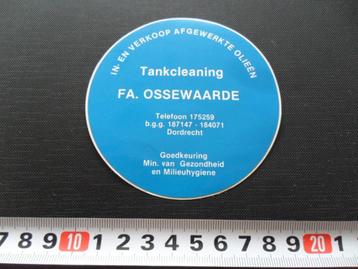 IN- EN VERKOOP AFGEWERKTE OLIEËN
Tankcleaning
FA. OSSEWAARDE
Telefoon 175259
b.g.g. 187147 - 184071
Dordrecht
Goedkeuring
Min. van Gezondheid
en Milieuhygiene
7 8 9 10 1 2 3 4 5 6 7 8 9 20 1